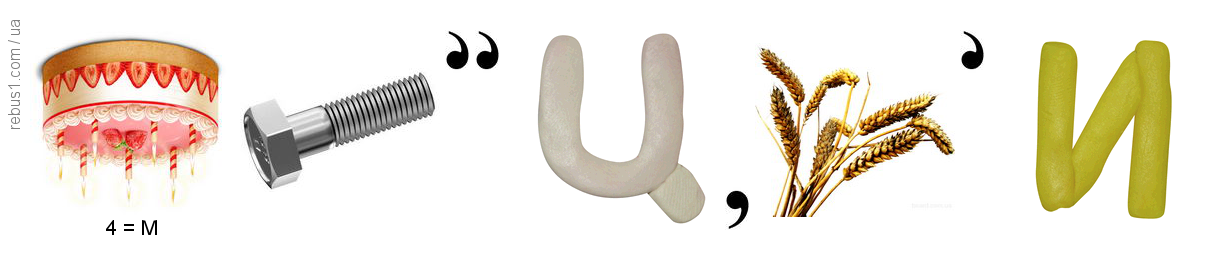 rebus1.com / ua
4 = М
,, Ц , ' И